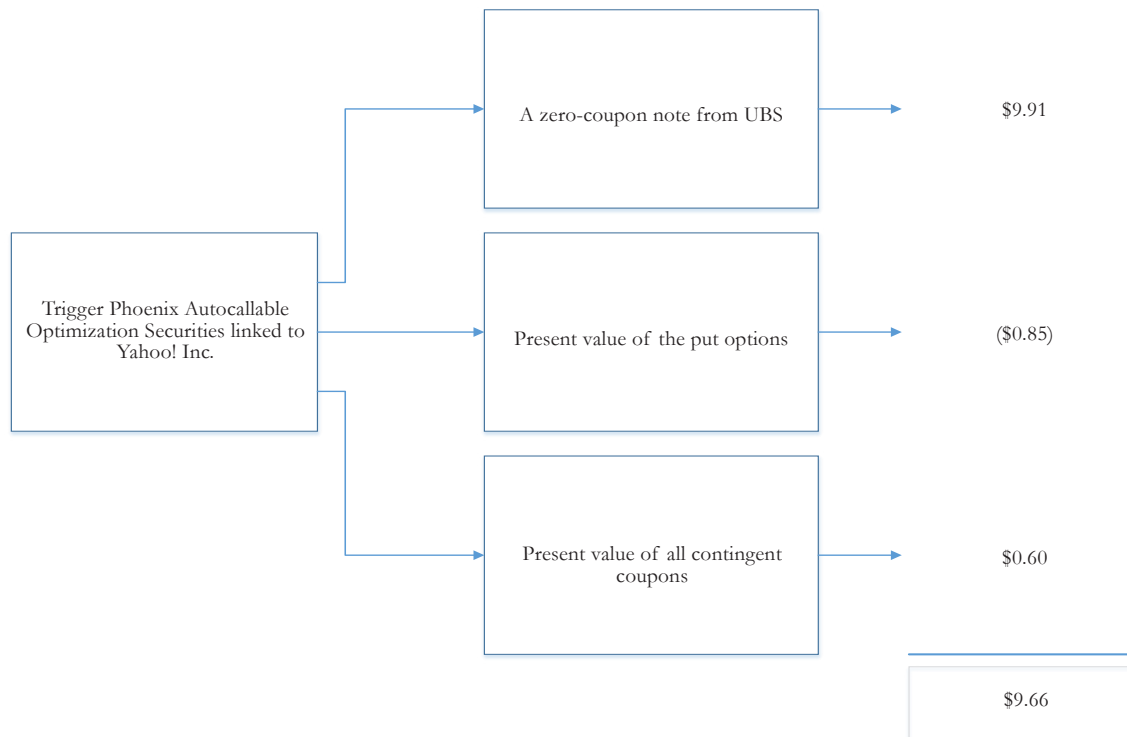 A zero-coupon note from UBS
$9.91
Trigger Phoenix Autocallable
Optimization Securities linked to
Yahoo! Inc.
Present value of the put options
($0.85)
Present value of all contingent
coupons
$0.60
$9.66